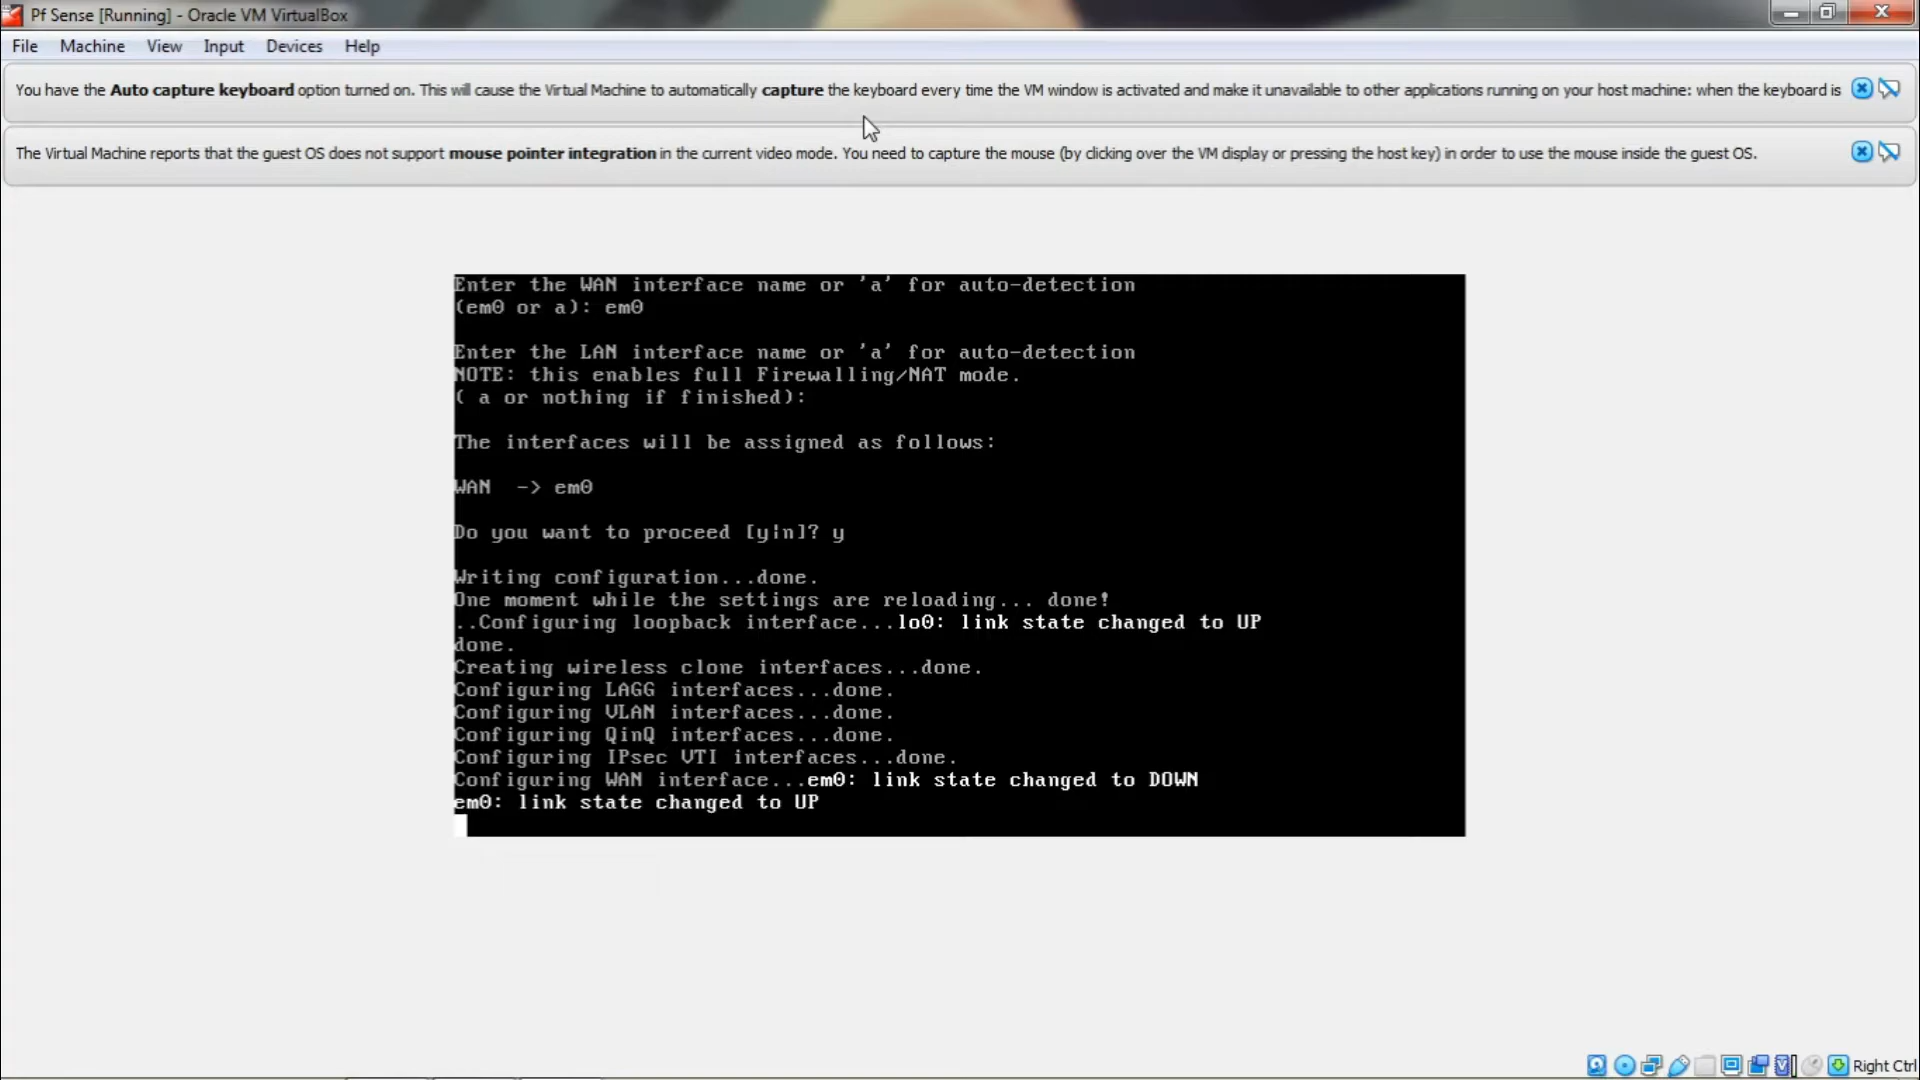 Pf Sense [Running] - Oracle VM VirtualBox
File Machine View Input Devices Help
You have the Auto capture keyboard option turned on. This will cause the Virtual Machine to automatically capture the keyboard every time the VM window is activated and make it unavailable to other applications running on your host machine: when the keyboard is
The Virtual Machine reports that the guest OS does not support mouse pointer integration in the current video mode. You need to capture the mouse (by clicking over the VM display or pressing the host key) in order to use the mouse inside the guest OS.
Enter the WAN interface name or 'a' for auto-detection
(em0 or a): em0
Enter the LAN interface name or 'a' for auto-detection
NOTE: this enables full Firewalling/NAT mode.
( a or nothing if finished):
The interfaces will be assigned as follows:
WAN  -> em0
Do you want to proceed [y|n]? y
Writing configuration...done.
One moment while the settings are reloading... done!
..Configuring loopback interface...lo0: link state changed to UP
done.
Creating wireless clone interfaces...done.
Configuring LAGG interfaces...done.
Configuring VLAN interfaces...done.
Configuring QinQ interfaces...done.
Configuring IPsec VTI interfaces...done.
Configuring WAN interface...em0: link state changed to DOWN
em0: link state changed to UP
Right Ctrl